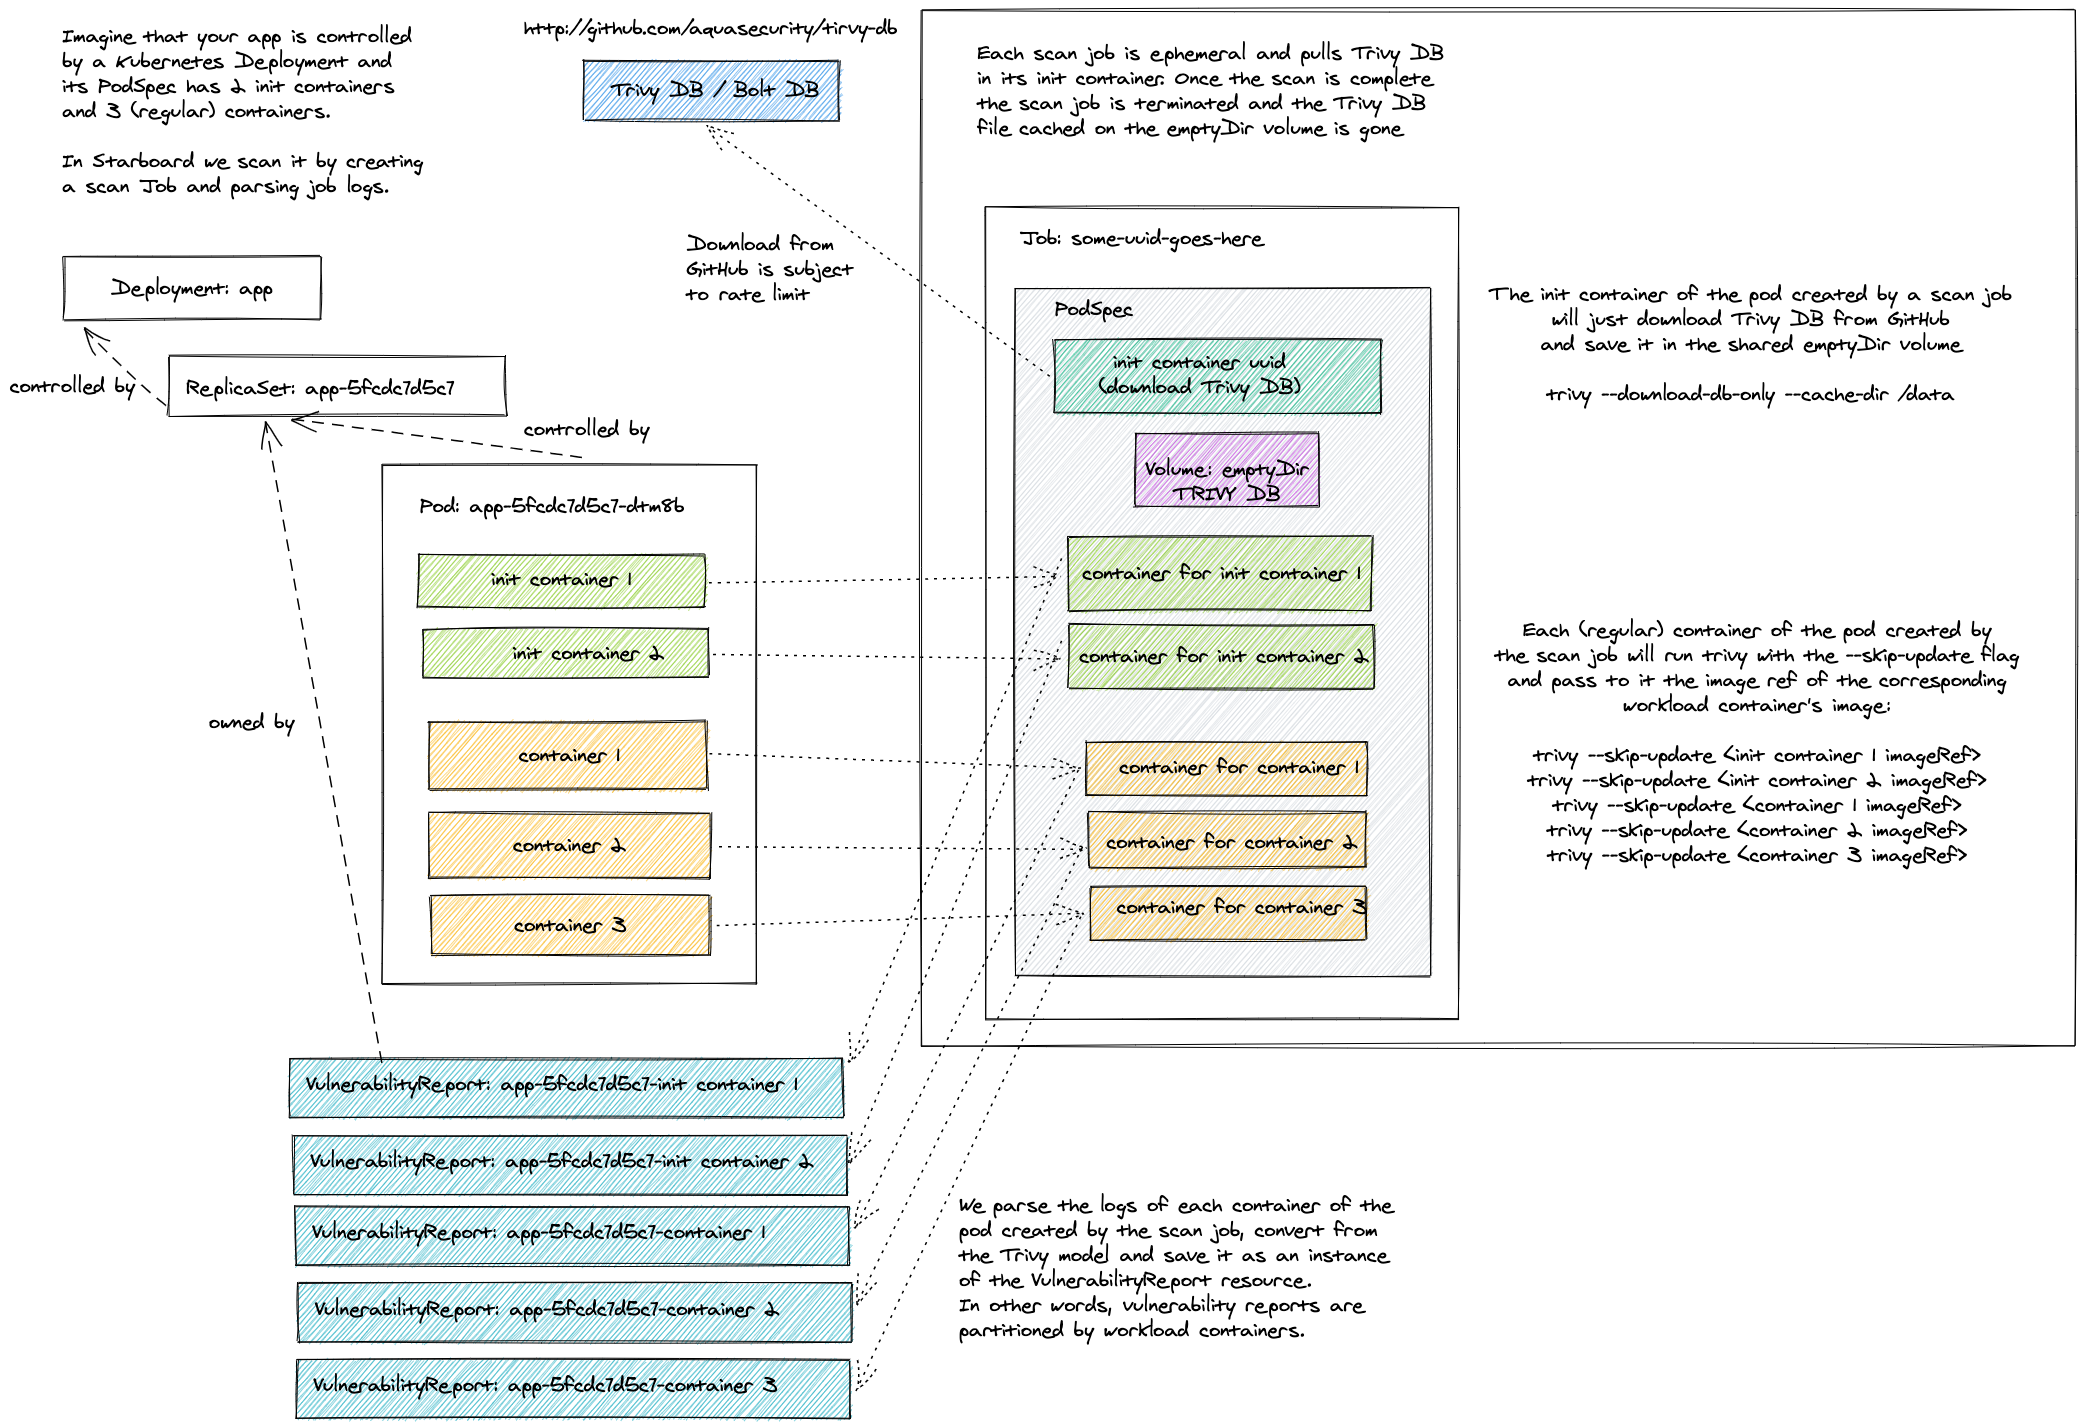 Imagine that your app is controlled
by a Kubernetes Deployment and
its PodSpec has 2 init containers
and 3 (regular) containers.
In Starboard we scan it by creating
a scan Job and parsing job logs.
http://github.com/aquasecurity/tirvy-db
Trivy DB / Bolt DB
Download from
GitHub is subject
to rate limit
Deployment: app
controlled by
ReplicaSet: app-5fcdc7d5c7
controlled by
owned by
Pod: app-5fcdc7d5c7-dtm8b
init container 1
init container 2
container 1
container 2
container 3
Each scan job is ephemeral and pulls Trivy DB
in its init container. Once the scan is complete
the scan job is terminated and the Trivy DB
file cached on the emptyDir volume is gone
Job: some-uuid-goes-here
PodSpec
init container uuid
(download Trivy DB)
Volume: emptyDir
TRIVY DB
container for init container 1
container for init container 2
container for container 1
container for container 2
container for container 3
The init container of the pod created by a scan job
will just download Trivy DB from GitHub
and save it in the shared emptyDir volume
trivy --download-db-only --cache-dir /data
Each (regular) container of the pod created by
the scan job will run trivy with the --skip-update flag
and pass to it the image ref of the corresponding
workload container's image:
trivy --skip-update <init container 1 imageRef>
trivy --skip-update <init container 2 imageRef>
trivy --skip-update <container 1 imageRef>
trivy --skip-update <container 2 imageRef>
trivy --skip-update <container 3 imageRef>
VulnerabilityReport: app-5fcdc7d5c7-init container 1
VulnerabilityReport: app-5fcdc7d5c7-init container 2
VulnerabilityReport: app-5fcdc7d5c7-container 1
VulnerabilityReport: app-5fcdc7d5c7-container 2
VulnerabilityReport: app-5fcdc7d5c7-container 3
We parse the logs of each container of the
pod created by the scan job, convert from
the Trivy model and save it as an instance
of the VulnerabilityReport resource.
In other words, vulnerability reports are
partitioned by workload containers.